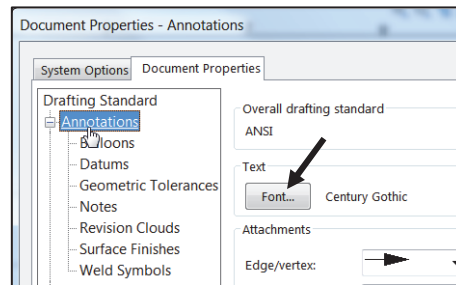 Document Properties - Annotations
System Options Document Properties
Drafting Standard
Annotations
Balloons
Datums
Geometric Tolerances
Notes
Revision Clouds
Surface Finishes
Weld Symbols
Overall drafting standard
ANSI
Text
Font... Century Gothic
Attachments
Edge/vertex: